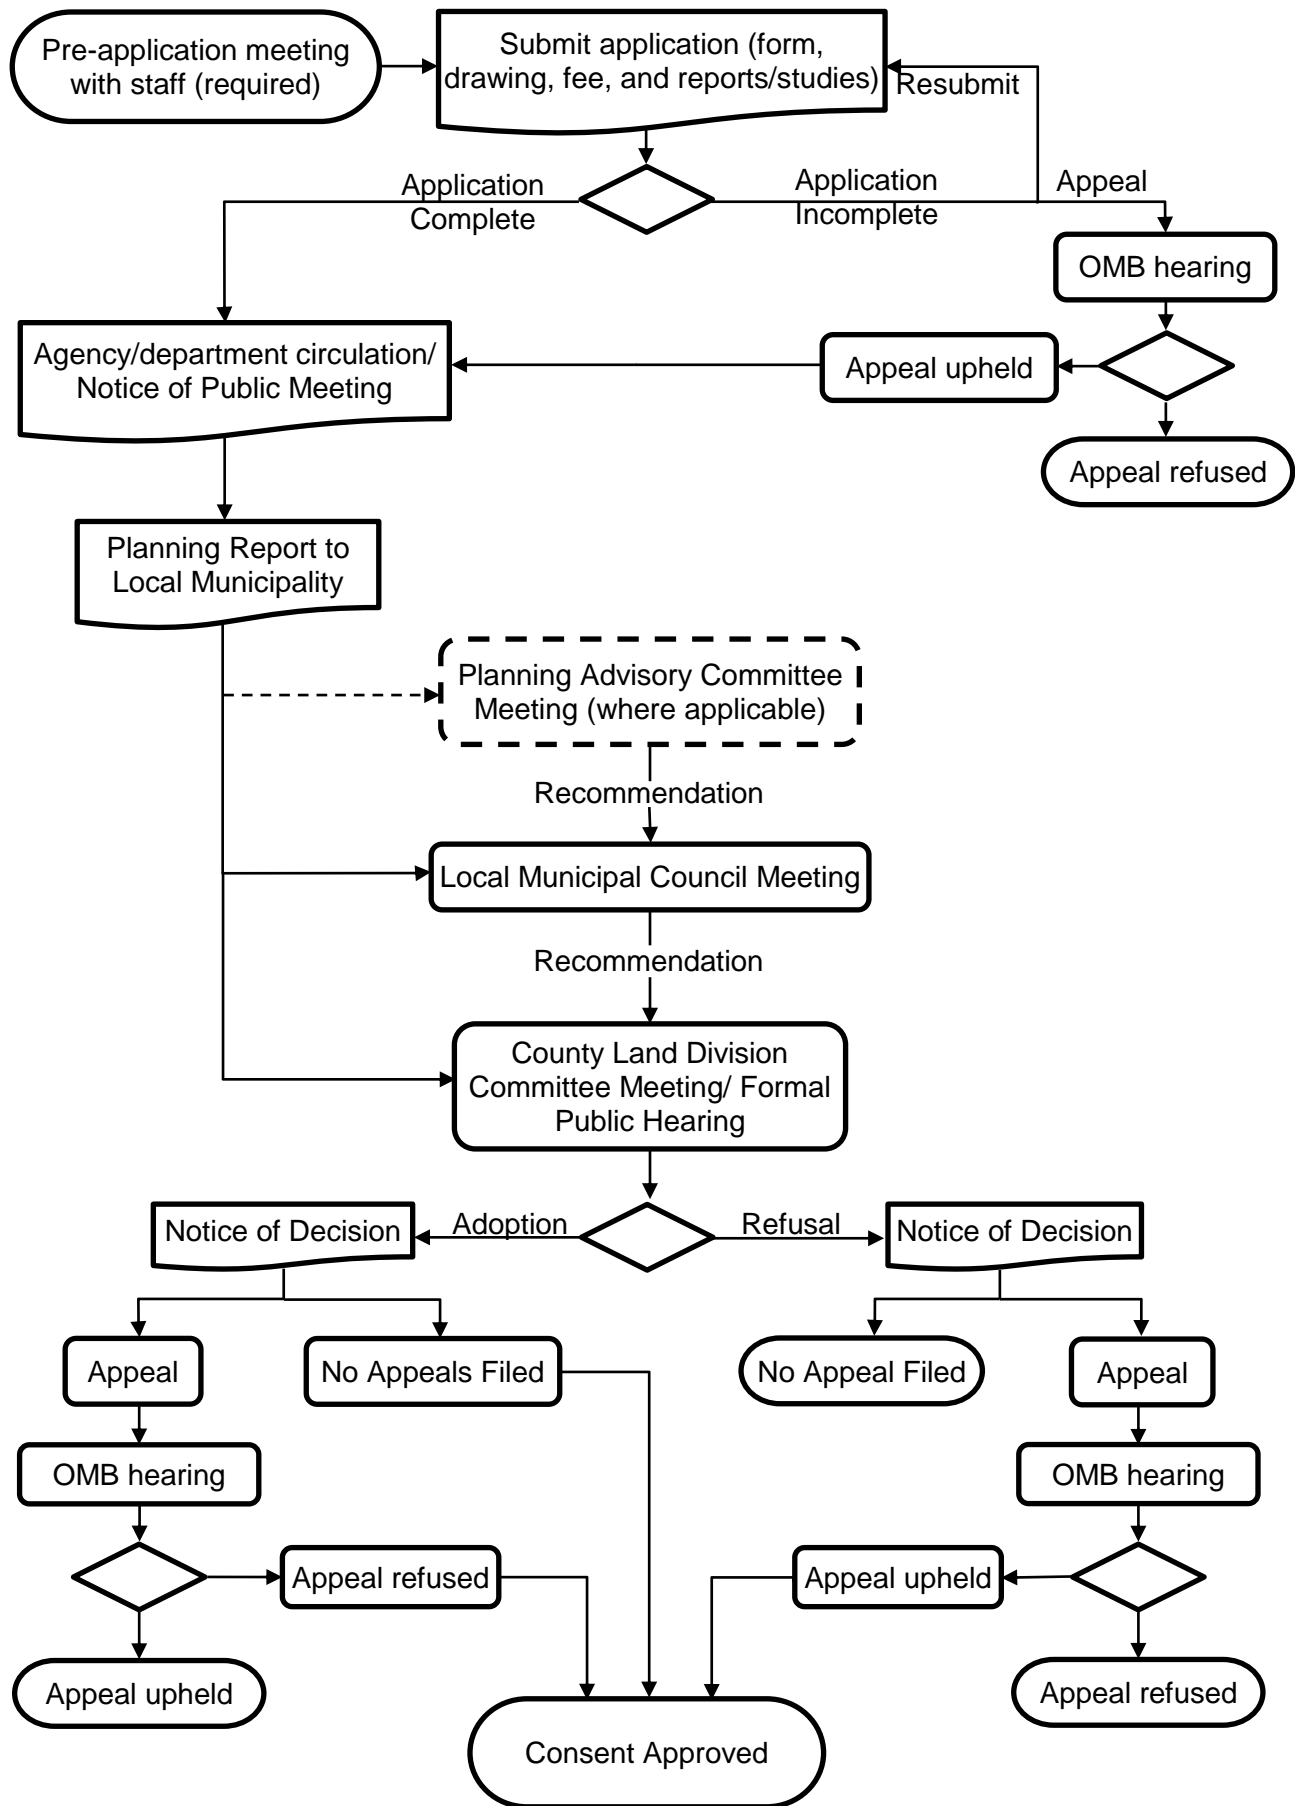 Pre-application meeting
with staff (required)
Submit application (form,
drawing, fee, and reports/studies)
Resubmit
Application
Complete
Application
Incomplete
Appeal
OMB hearing
Agency/department circulation/
Notice of Public Meeting
Appeal upheld
Appeal refused
Planning Report to
Local Municipality
Planning Advisory Committee
Meeting (where applicable)
Recommendation
Local Municipal Council Meeting
Recommendation
County Land Division
Committee Meeting/ Formal
Public Hearing
Notice of Decision
Adoption
Refusal
Notice of Decision
Appeal
No Appeals Filed
No Appeal Filed
Appeal
OMB hearing
OMB hearing
Appeal refused
Appeal upheld
Appeal upheld
Appeal refused
Consent Approved